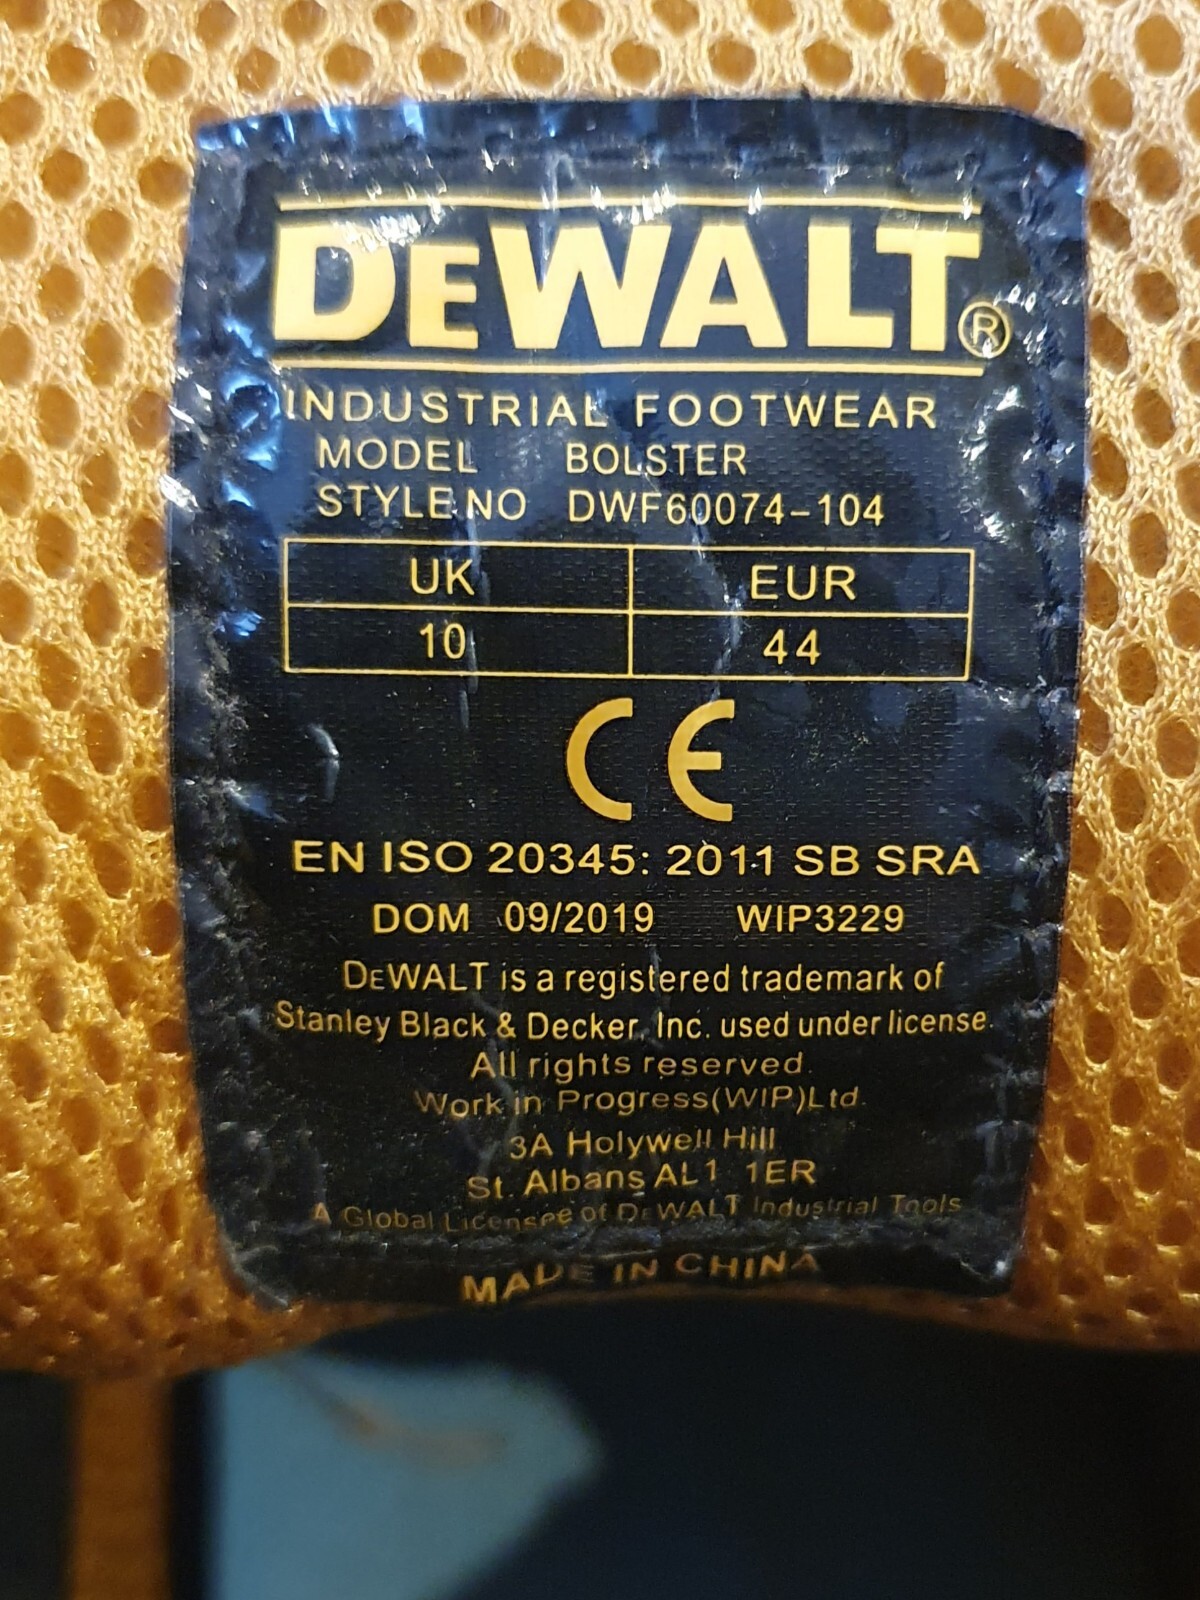 DEWALT®
INDUSTRIAL FOOTWEAR
MODEL BOLSTER
STYLE NO DWF60074-104
UK EUR
10 44
CE
EN ISO 20345: 2011 SB SRA
DOM 09/2019 WIP3229
DEWALT is a registered trademark of
Stanley Black & Decker, Inc. used under license.
All rights reserved.
Work in Progress(WIP)Ltd.
3A Holywell Hill
St. Albans AL1 1ER
A Global Licensee of DEWALT Industrial Tools
MADE IN CHINA